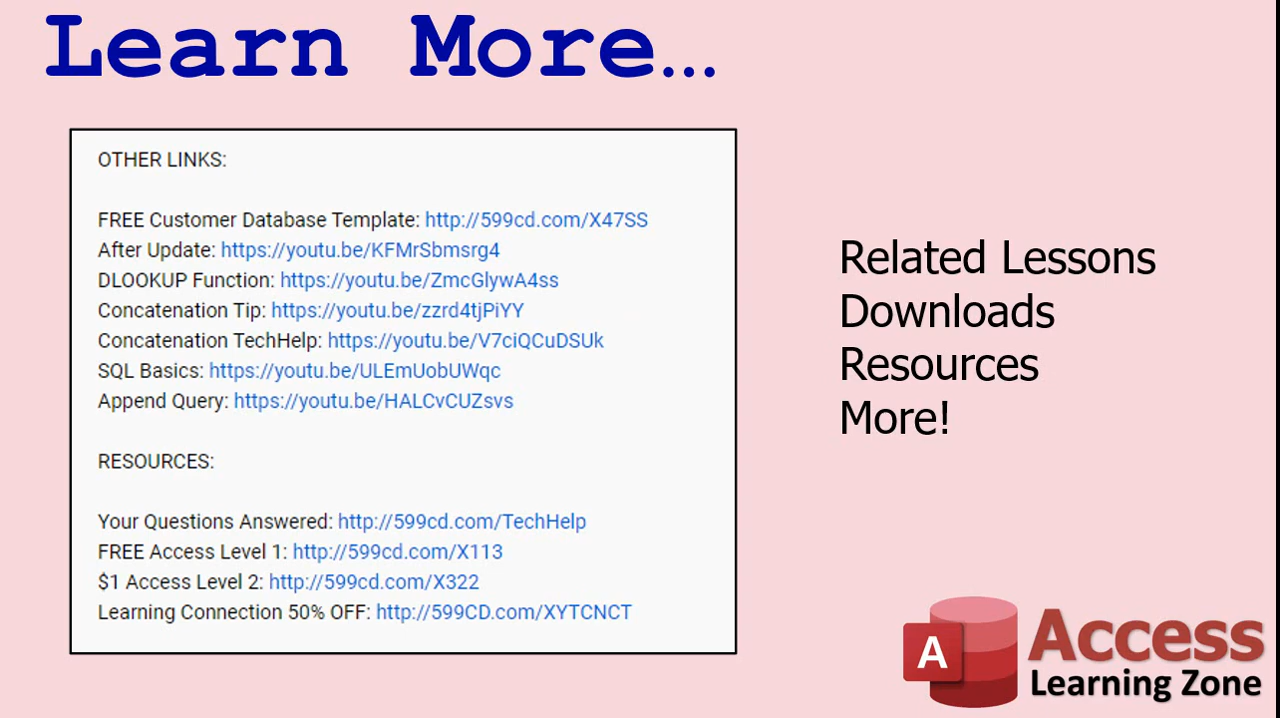 Learn More...
OTHER LINKS:
FREE Customer Database Template: http://599cd.com/X47SS
After Update: https://youtu.be/KFMrSbmsrg4
DLOOKUP Function: https://youtu.be/ZmcGlywA4ss
Concatenation Tip: https://youtu.be/zzrd4tjPiYY
Concatenation TechHelp: https://youtu.be/V7ciQCuDSUk
SQL Basics: https://youtu.be/ULEmUobUWqc
Append Query: https://youtu.be/HALCvCUZsvs
RESOURCES:
Your Questions Answered: http://599cd.com/TechHelp
FREE Access Level 1: http://599cd.com/X113
$1 Access Level 2: http://599cd.com/X322
Learning Connection 50% OFF: http://599CD.com/XYTCNCT
Related Lessons
Downloads
Resources
More!
A
Access
Learning Zone